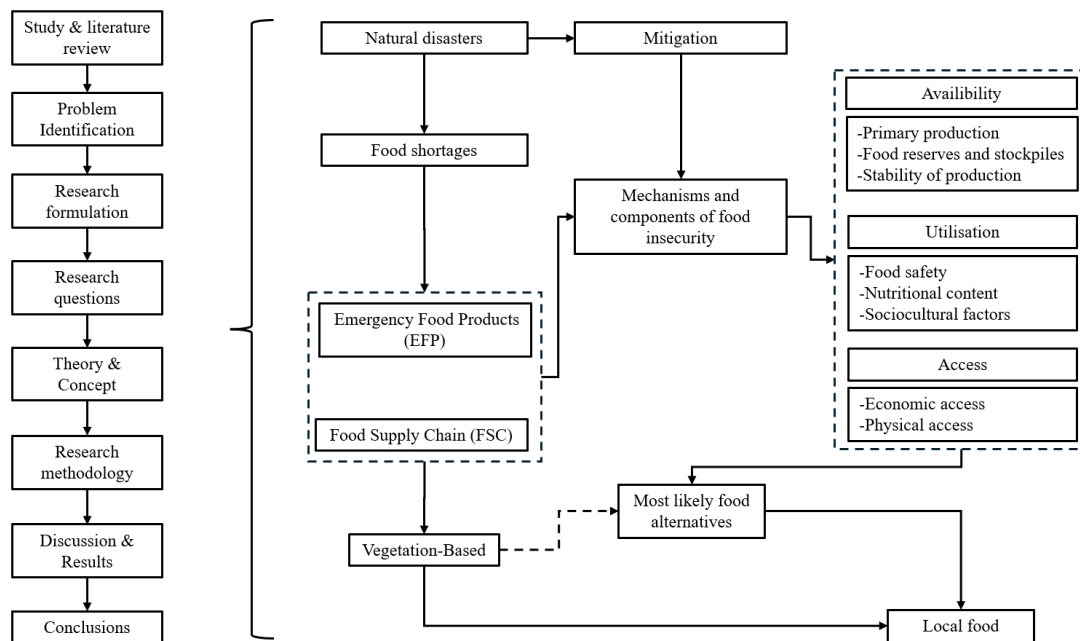 Study & literature
review
Problem
Identification
Research
formulation
Research
questions
Theory &
Concept
Research
methodology
Discussion &
Results
Conclusions
Natural disasters
Mitigation
Food shortages
Mechanisms and
components of food
insecurity
Emergency Food Products
(EFP)
Food Supply Chain (FSC)
Vegetation-Based
Most likely food
alternatives
Local food
Availibility
-Primary production
-Food reserves and stockpiles
-Stability of production
Utilisation
-Food safety
-Nutritional content
-Sociocultural factors
Access
-Economic access
-Physical access